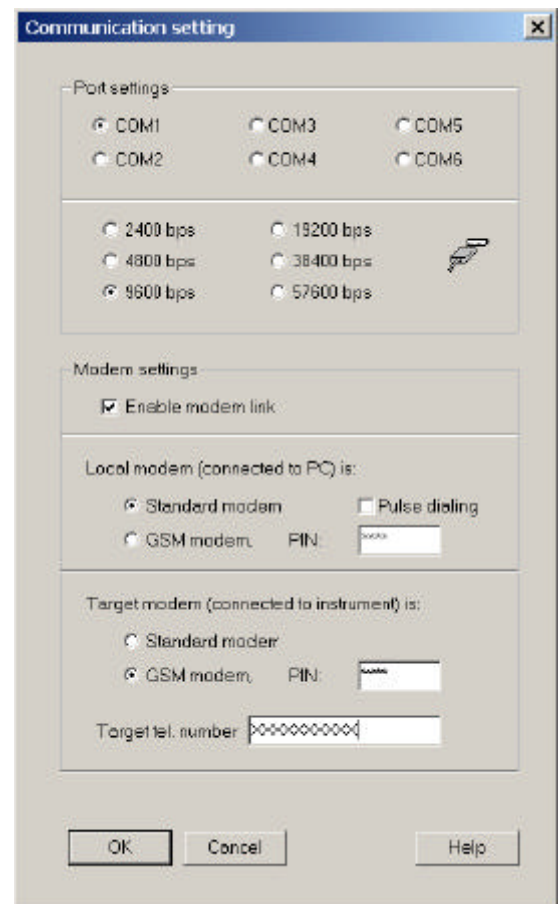 Communication setting
Port settings
COM1 COM3 COM5
COM2 COM4 COM6
2400 bps 19200 bps
4800 bps 38400 bps
9600 bps 57600 bps
Modem settings
Enable modem link
Local modem (connected to PC) is:
Standard modem Pulse dialing
GSM modem, PIN: ****
Target modem (connected to instrument) is:
Standard modem
GSM modem, PIN: ****
Target tel. number XXXXXXXXXXX
OK Cancel Help